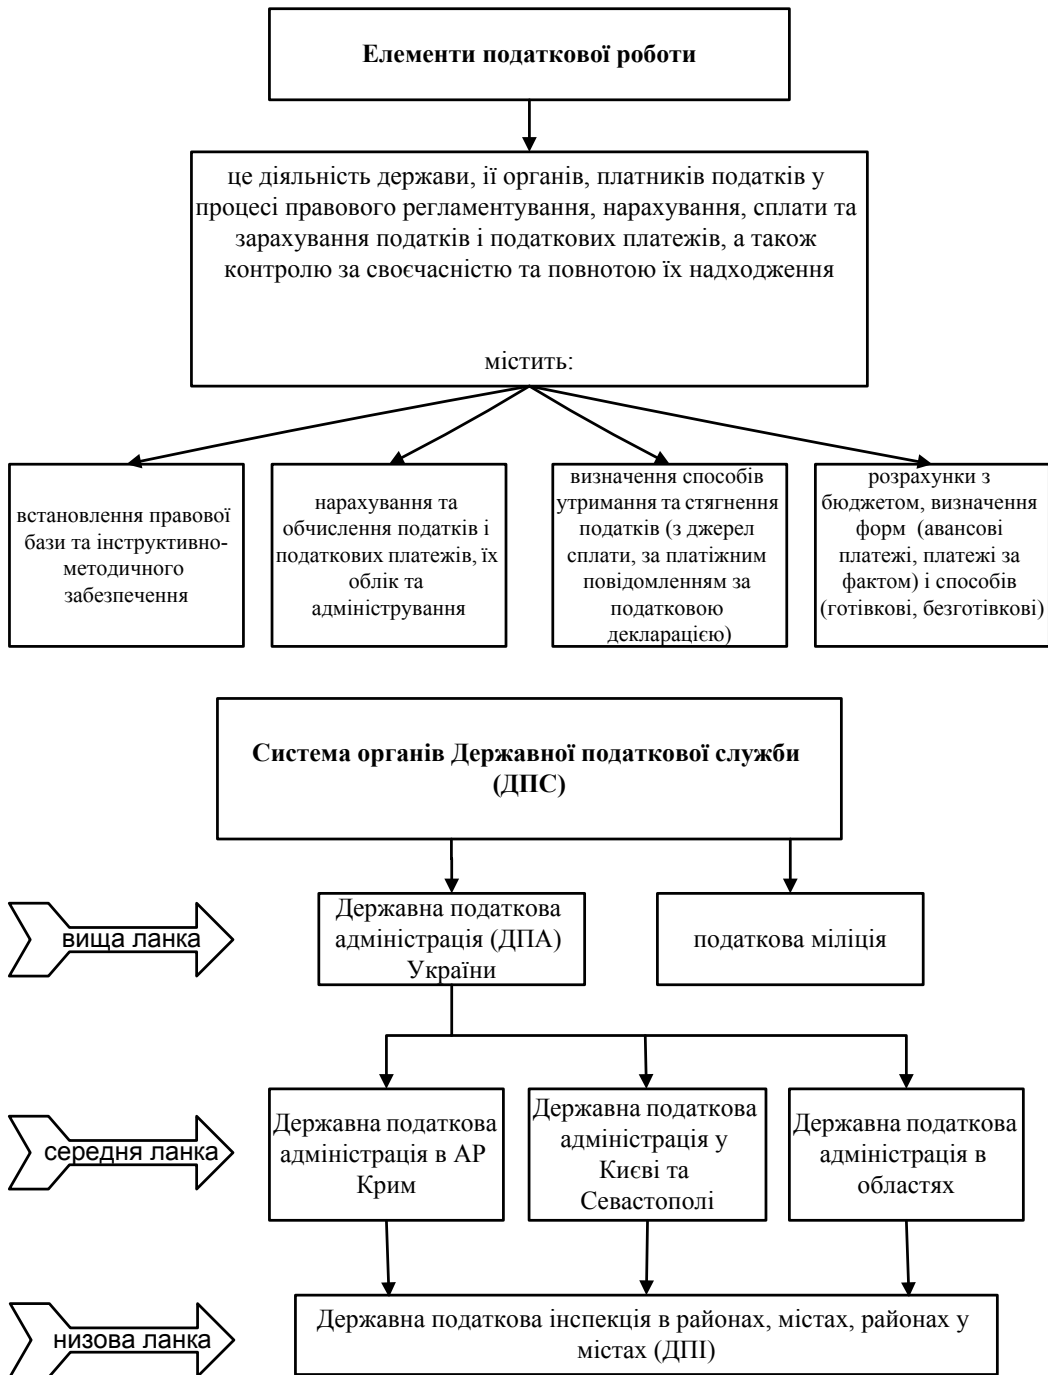 Елементи податкової роботи
це діяльність держави, ії органів, платників податків у
процесі правового регламентування, нарахування, сплати та
зарахування податків і податкових платежів, а також
контролю за своєчасністю та повнотою їх надходження
містить:
встановлення правової
бази та інструктивно-
методичного
забезпечення
нарахування та
обчислення податків і
податкових платежів, їх
облік та
адміністрування
визначення способів
утримання та стягнення
податків (з джерел
сплати, за платіжним
повідомленням за
податковою
декларацією)
розрахунки з
бюджетом, визначення
форм (авансові
платежі, платежі за
фактом) і способів
(готівкові, безготівкові)
Система органів Державної податкової служби
(ДПС)
вища ланка
Державна податкова
адміністрація (ДПА)
України
податкова міліція
середня ланка
Державна податкова
адміністрація в АР
Крим
Державна податкова
адміністрація у
Києві та
Севастополі
Державна податкова
адміністрація в
областях
низова ланка
Державна податкова інспекція в районах, містах, районах у
містах (ДПІ)